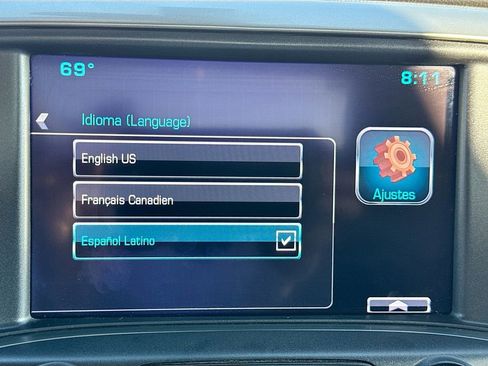 69°
8:11
Idioma (Language)
English US
Français Canadien
Español Latino
Ajustes